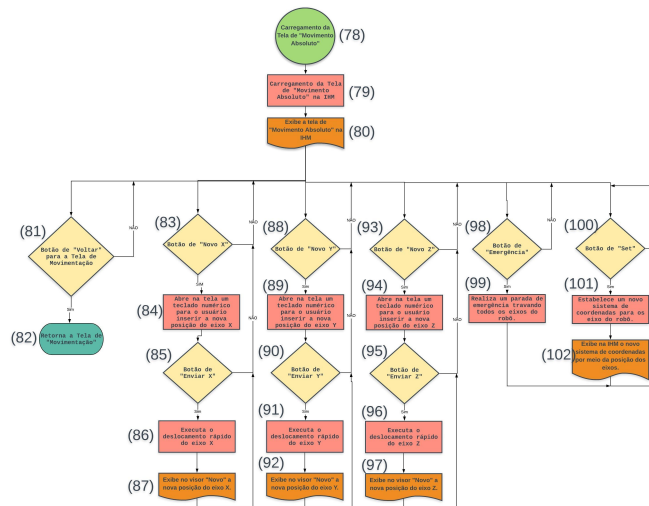 Carregamento da
Tela de "Movimento
Absoluto"
(78)
Carregamento da Tela
de "Movimento
Absoluto" na IHM
(79)
Exibe a tela de
"Movimento Absoluto" na
IHM
(80)
(81)
Botão de "Voltar"
para a Tela de
Movimentação
NÃO
Sim
(82)
Retorna a Tela de
"Movimentação"
(83)
Botão de "Novo X"
NÃO
SIM
(84)
Abre na tela um
teclado numérico
para o usuário
inserir a nova
posição do eixo X
(85)
Botão de
"Enviar X"
Sim
(86)
Executa o
deslocamento rápido
do eixo X
(87)
Exibe no visor "Novo" a
nova posição do eixo X.
(88)
Botão de "Novo Y"
NÃO
Sim
(89)
Abre na tela um
teclado numérico
para o usuário
inserir a nova
posição do eixo Y.
(90)
Botão de
"Enviar Y"
Sim
(91)
Executa o
deslocamento rápido
do eixo Y
(92)
Exibe no visor "Novo" a
nova posição do eixo Y.
(93)
Botão de "Novo Z"
NÃO
Sim
(94)
Abre na tela um
teclado numérico
para o usuário
inserir a nova
posição do eixo Z
(95)
Botão de
"Enviar Z"
Sim
(96)
Executa o
deslocamento rápido
do eixo Z
(97)
Exibe no visor "Novo" a
nova posição do eixo Z.
(98)
Botão de
"Emergência"
NÃO
Sim
(99)
Realiza um parada de
emergência travando
todos os eixos do
robô.
(100)
Botão de "Set"
Sim
(101)
Estabelece um novo
sistema de
coordenadas para os
eixo do robô.
(102)
Exibe na IHM o novo
sistema de coordenadas
por meio da posição dos
eixos.